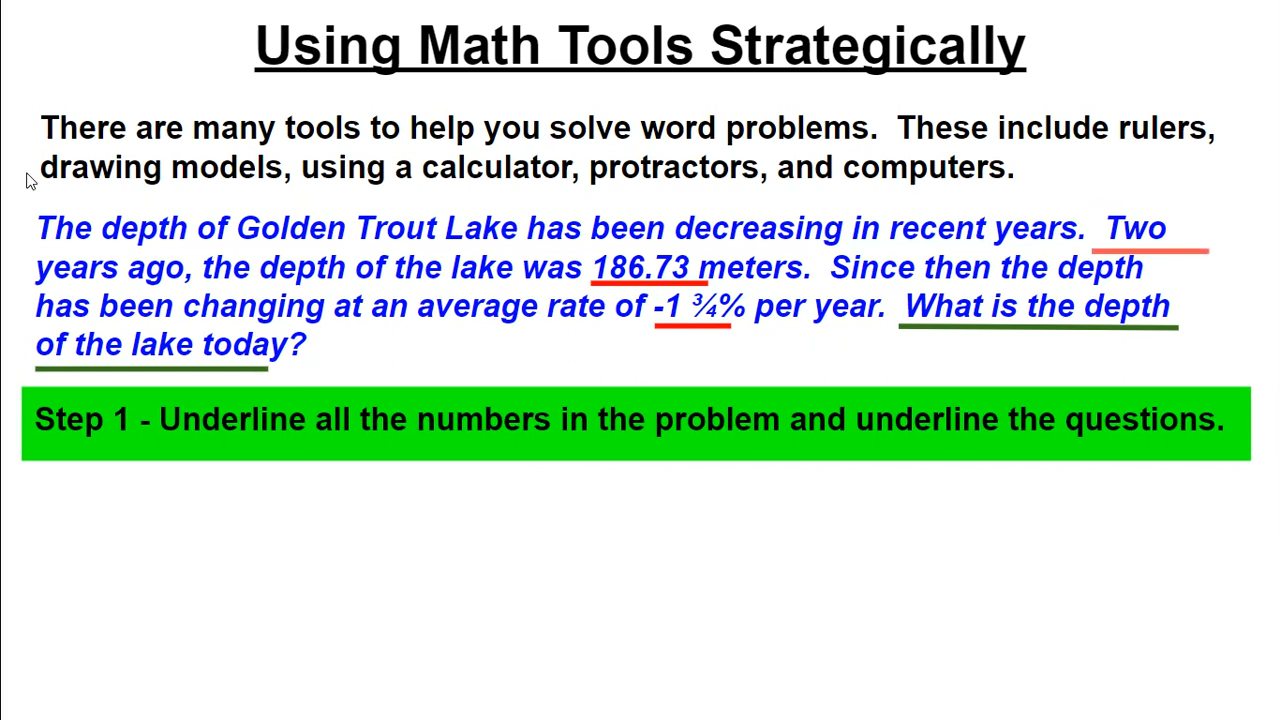 Using Math Tools Strategically
There are many tools to help you solve word problems.  These include rulers,
drawing models, using a calculator, protractors, and computers.
The depth of Golden Trout Lake has been decreasing in recent years.  Two
years ago, the depth of the lake was 186.73 meters.  Since then the depth
has been changing at an average rate of -1 ¾% per year.  What is the depth
of the lake today?
Step 1 - Underline all the numbers in the problem and underline the questions.